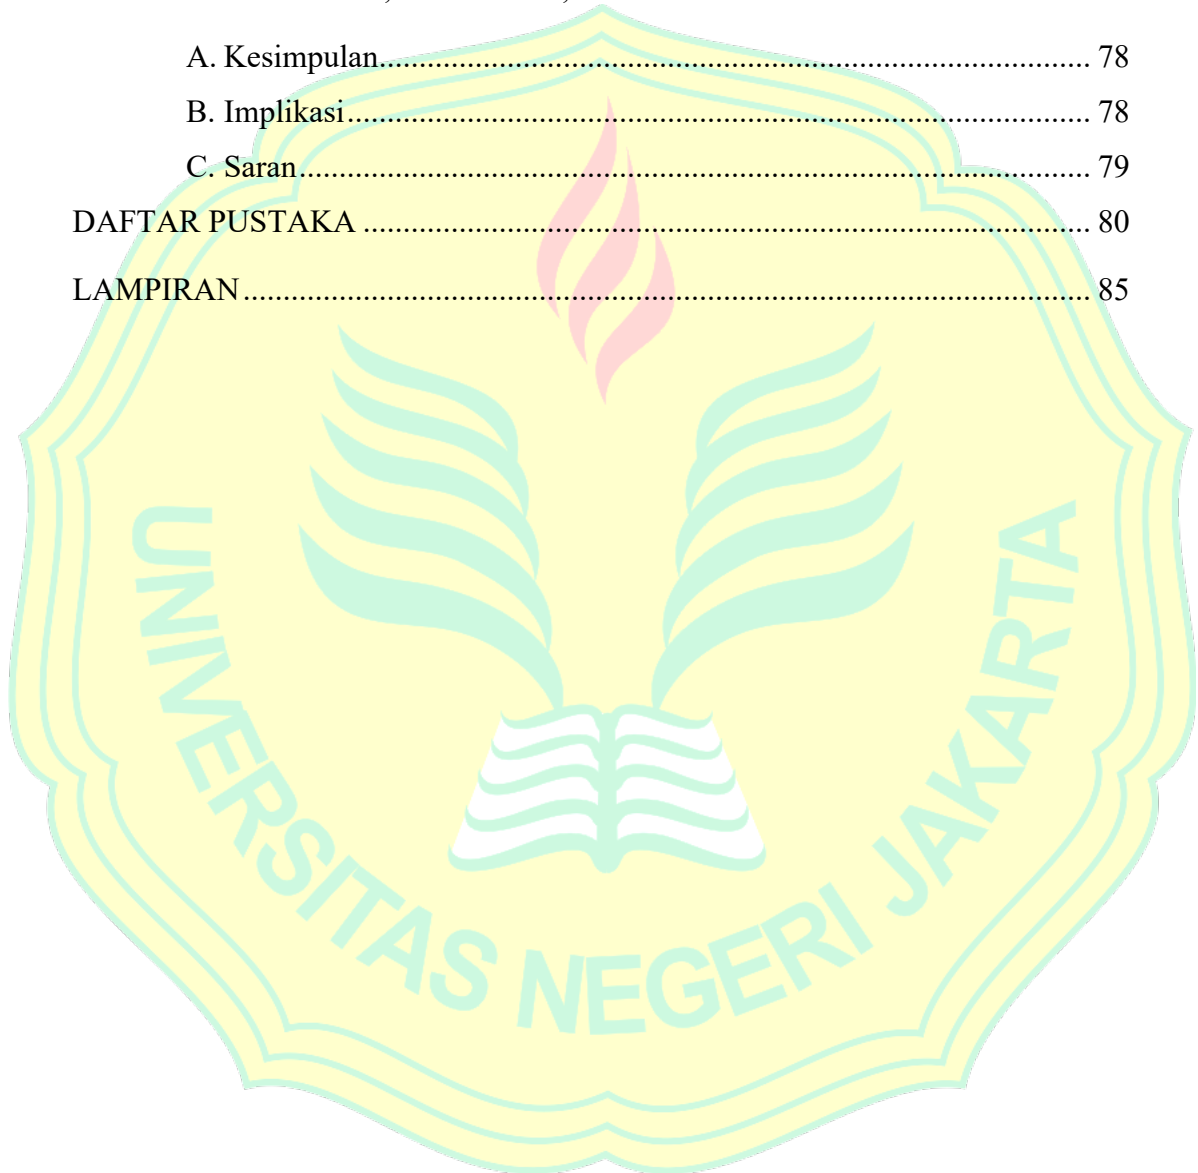 A. Kesimpulan......................................................................................... 78
B. Implikasi............................................................................................. 78
C. Saran................................................................................................... 79
DAFTAR PUSTAKA ........................................................................................... 80
LAMPIRAN.......................................................................................................... 85
UNIVERSITAS NEGERI JAKARTA